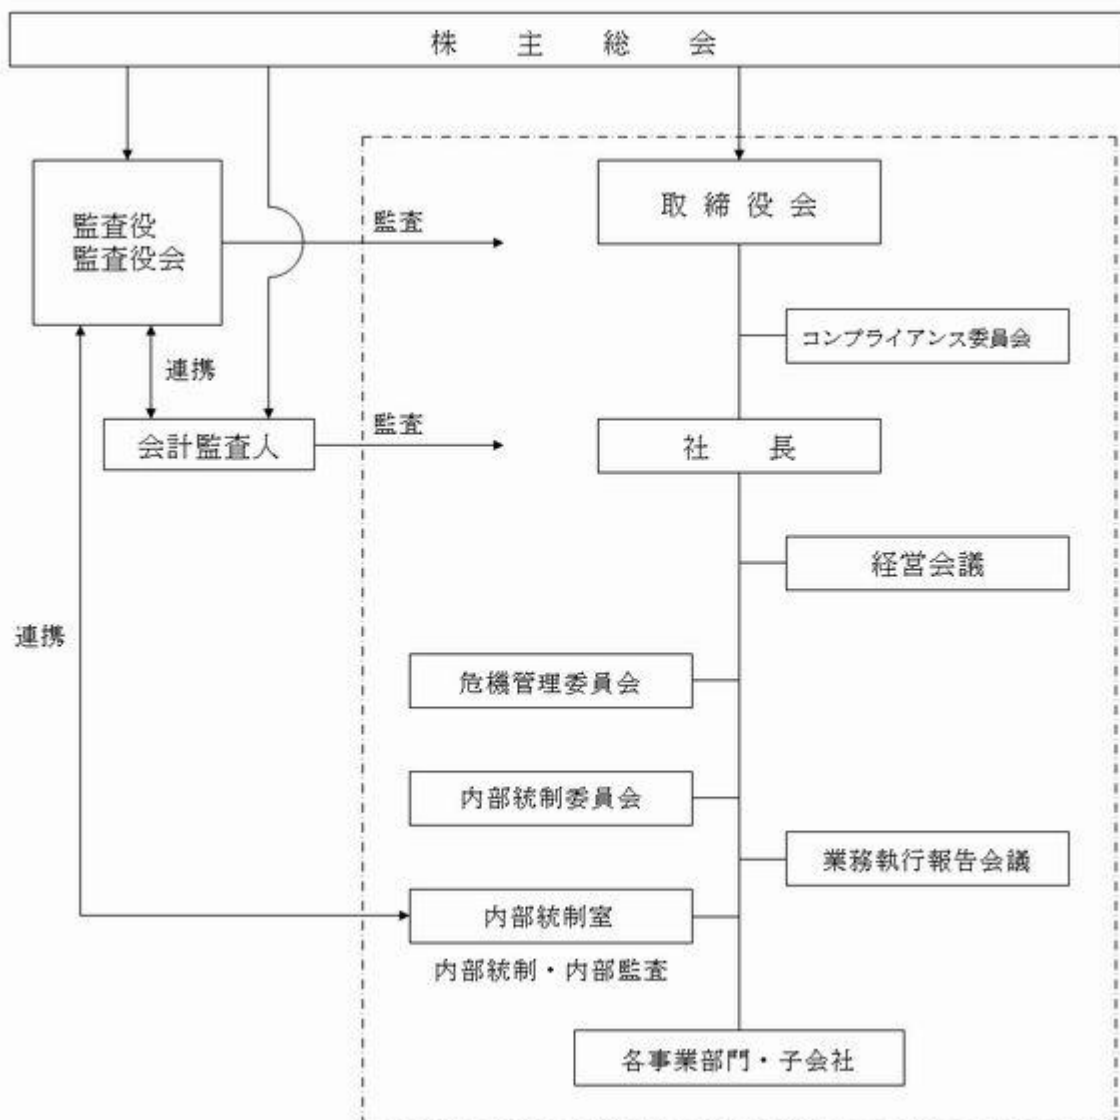 株主総会
取締役会
監査役
監査役会
監査
コンプライアンス委員会
連携
監査
会計監査人
社長
経営会議
連携
危機管理委員会
内部統制委員会
業務執行報告会議
内部統制室
内部統制・内部監査
各事業部門・子会社